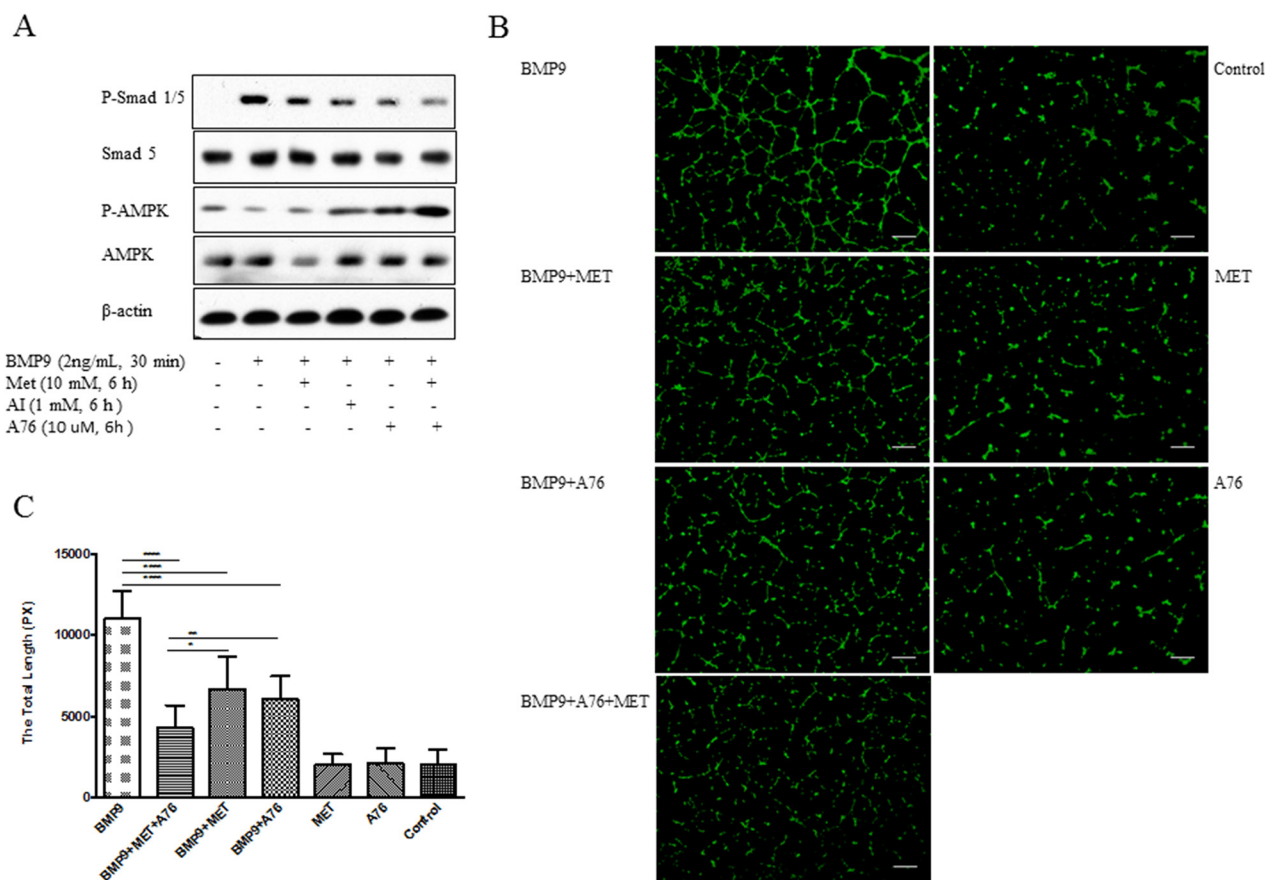 A
P-Smad 1/5
Smad 5
P-AMPK
AMPK
β-actin
BMP9 (2ng/mL, 30 min) - + + + + +
Met (10 mM, 6 h) - - + - - +
AI (1 mM, 6 h ) - - - + - -
A76 (10 uM, 6h ) - - - - + +
B
BMP9
Control
BMP9+MET
MET
BMP9+A76
A76
BMP9+A76+MET
C
The Total Length (PX)
15000
10000
5000
0
****
****
****
**
*
BMP9
BMP9+MET+A76
BMP9+MET
BMP9+A76
MET
A76
Control